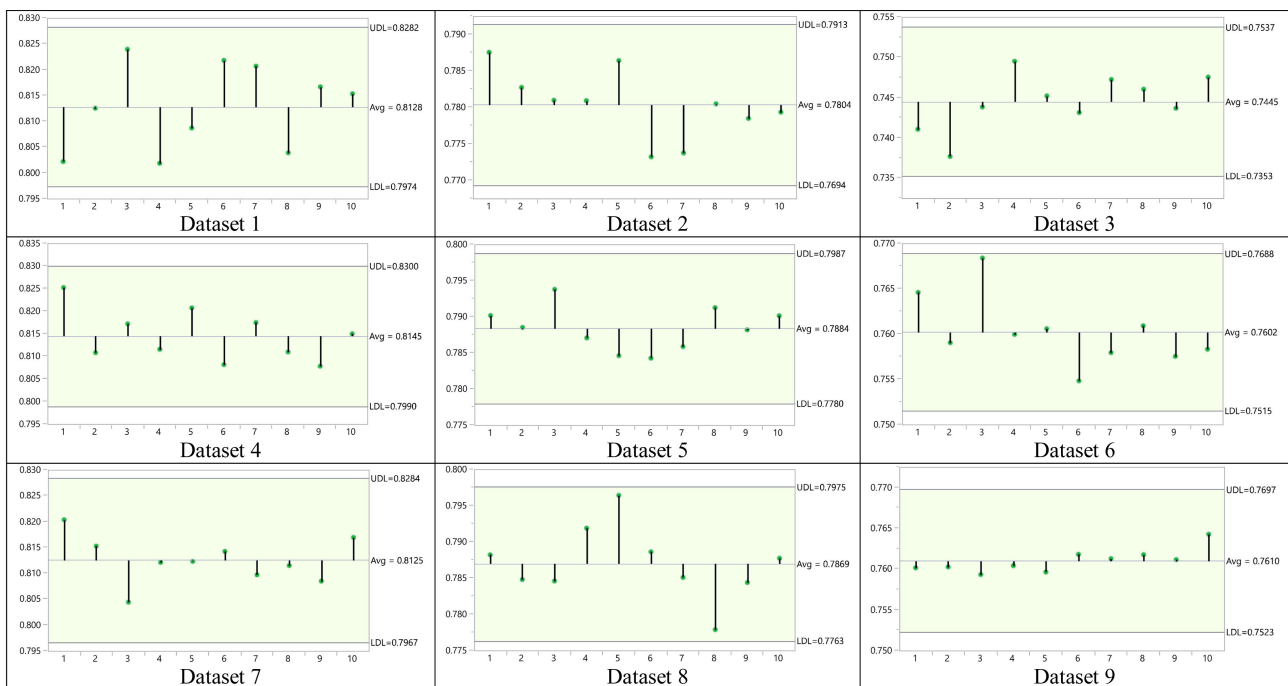 0.830
0.825
0.820
0.815
0.810
0.805
0.800
0.795
UDL=0.8282
Avg = 0.8128
LDL=0.7974
1 2 3 4 5 6 7 8 9 10
Dataset 1
0.790
0.785
0.780
0.775
0.770
UDL=0.7913
Avg = 0.7804
LDL=0.7694
1 2 3 4 5 6 7 8 9 10
Dataset 2
0.755
0.750
0.745
0.740
0.735
UDL=0.7537
Avg = 0.7445
LDL=0.7353
1 2 3 4 5 6 7 8 9 10
Dataset 3
0.835
0.830
0.825
0.820
0.815
0.810
0.805
0.800
0.795
UDL=0.8300
Avg = 0.8145
LDL=0.7990
1 2 3 4 5 6 7 8 9 10
Dataset 4
0.800
0.795
0.790
0.785
0.780
0.775
UDL=0.7987
Avg = 0.7884
LDL=0.7780
1 2 3 4 5 6 7 8 9 10
Dataset 5
0.770
0.765
0.760
0.755
0.750
UDL=0.7688
Avg = 0.7602
LDL=0.7515
1 2 3 4 5 6 7 8 9 10
Dataset 6
0.830
0.825
0.820
0.815
0.810
0.805
0.800
0.795
UDL=0.8284
Avg = 0.8125
LDL=0.7967
1 2 3 4 5 6 7 8 9 10
Dataset 7
0.800
0.795
0.790
0.785
0.780
0.775
UDL=0.7975
Avg = 0.7869
LDL=0.7763
1 2 3 4 5 6 7 8 9 10
Dataset 8
0.770
0.765
0.760
0.755
0.750
UDL=0.7697
Avg = 0.7610
LDL=0.7523
1 2 3 4 5 6 7 8 9 10
Dataset 9